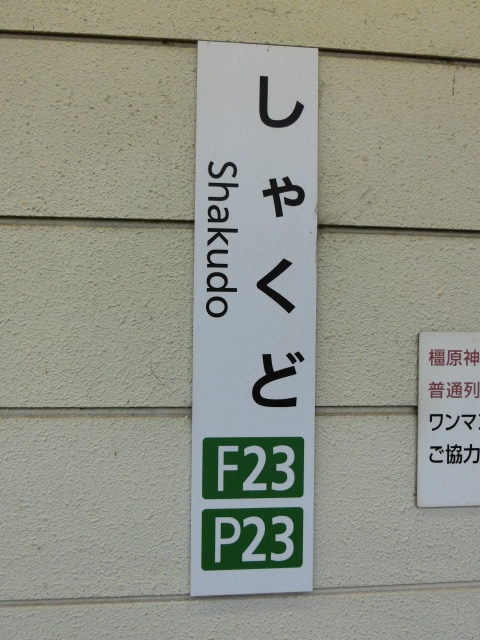 しゃくど
Shakudo
F23
P23
橿原神
普通列
ワンマ
ご協力